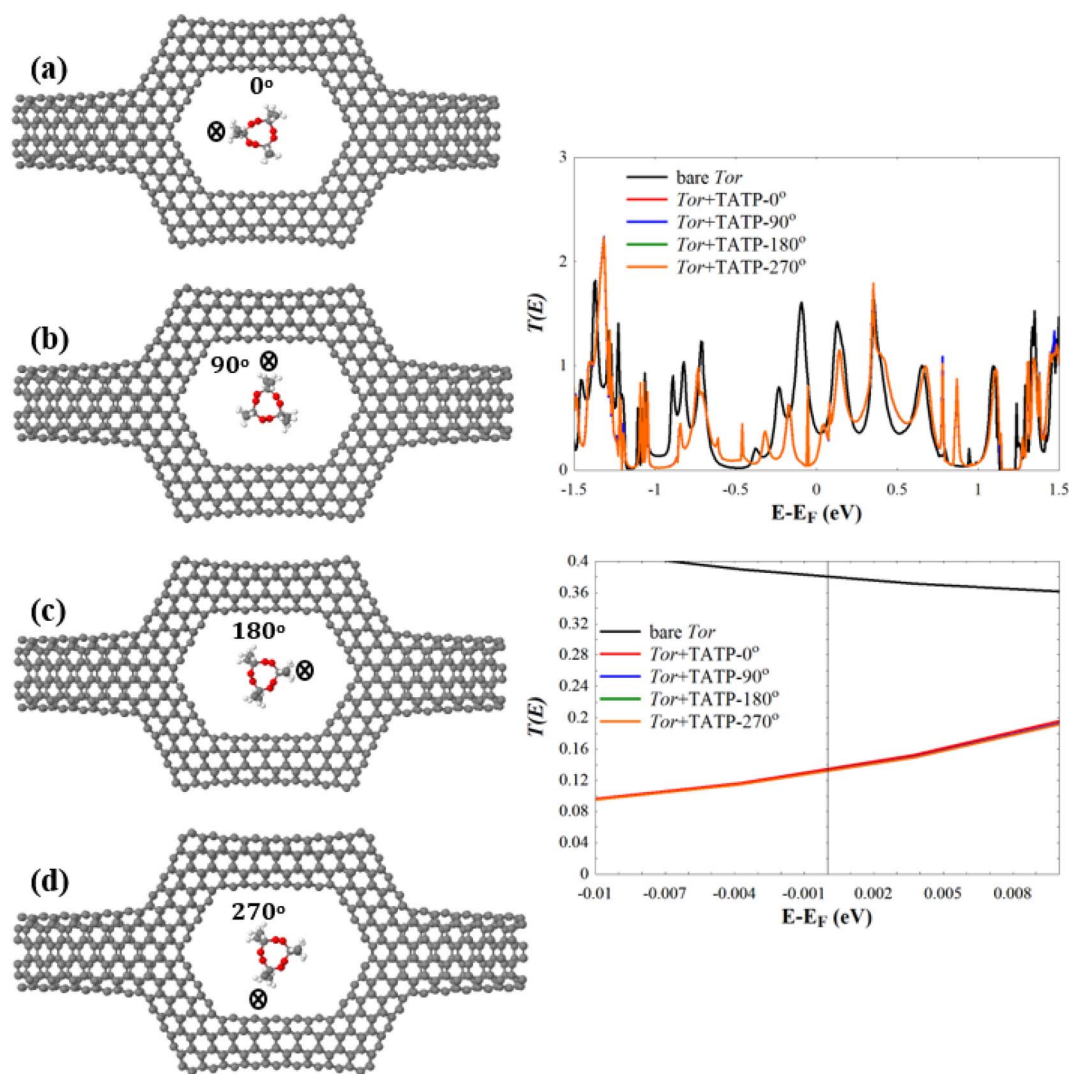 (a)
0°
(b)
90°
(c)
180°
(d)
270°
3
2
1
0
T(E)
bare Tor
Tor+TATP-0°
Tor+TATP-90°
Tor+TATP-180°
Tor+TATP-270°
-1.5 -1 -0.5 0 0.5 1 1.5
E-E_F (eV)
0.4
0.36
0.32
0.28
0.24
0.2
0.16
0.12
0.08
0.04
0
T(E)
bare Tor
Tor+TATP-0°
Tor+TATP-90°
Tor+TATP-180°
Tor+TATP-270°
-0.01 -0.007 -0.004 -0.001 0.002 0.005 0.008
E-E_F (eV)